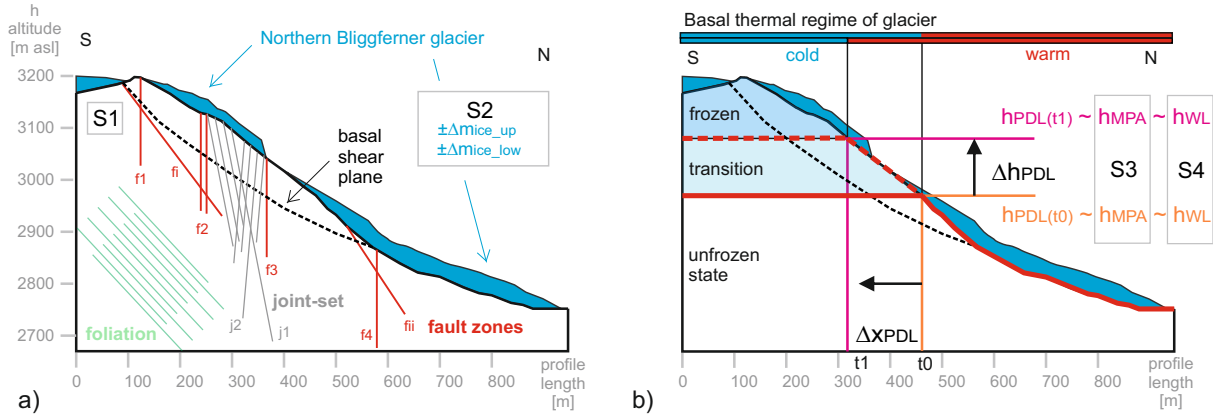 h
altitude
[m asl]
S
Northern Bliggferner glacier
N
3200
3100
3000
2900
2800
2700
S1
S2
±Δmice_up
±Δmice_low
basal
shear
plane
f1
fi
f2
f3
joint-set
j2
j1
foliation
f4
fii
fault zones
0 100 200 300 400 500 600 700 800
profile
length
[m]
a)
Basal thermal regime of glacier
S
cold
warm
N
frozen
hPDL(t1) ~ hMPA ~ hWL
transition
ΔhPDL
S3
S4
hPDL(t0) ~ hMPA ~ hWL
unfrozen
state
ΔxPDL
t1
t0
0 100 200 300 400 500 600 700 800
profile
length
[m]
b)